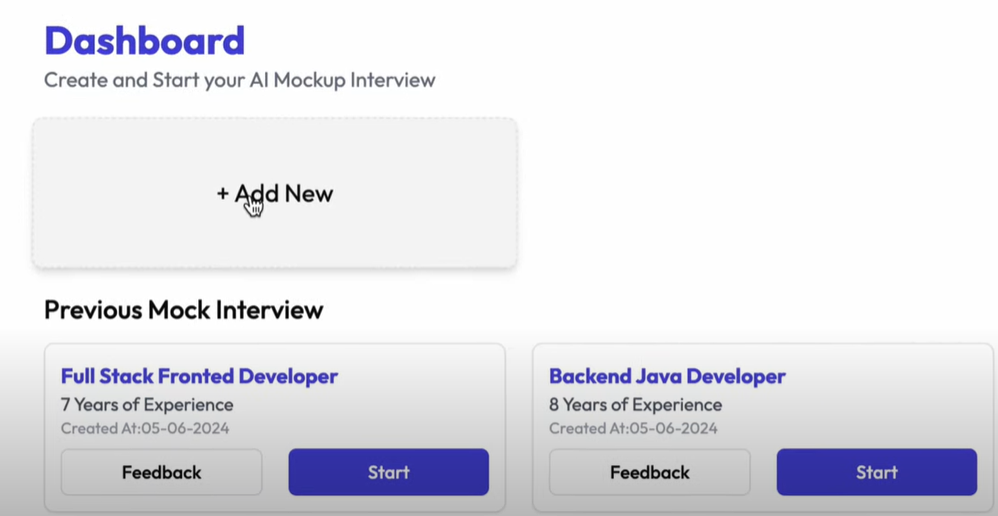 Dashboard
Create and Start your AI Mockup Interview
+ Add New
Previous Mock Interview
Full Stack Fronted Developer
7 Years of Experience
Created At:05-06-2024
Feedback
Start
Backend Java Developer
8 Years of Experience
Created At:05-06-2024
Feedback
Start